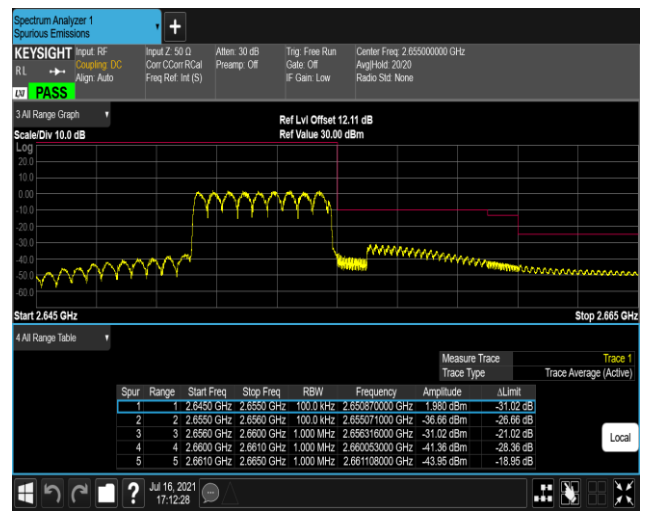 Spectrum Analyzer 1
Spurious Emissions
+
KEYSIGHT Input: RF Input Z: 50 Ω Atten: 30 dB Trig: Free Run Center Freq: 2.655000000 GHz
R L Coupling: DC Corr CCorr RCal Preamp: Off Gate: Off Avg|Hold: 20/20
Align: Auto Freq Ref: Int (S) IF Gain: Low Radio Std: None
LXI PASS
3 All Range Graph
Ref Lvl Offset 12.11 dB
Scale/Div 10.0 dB Ref Value 30.00 dBm
Log
20.0
10.0
0.00
-10.0
-20.0
-30.0
-40.0
-50.0
-60.0
Start 2.645 GHz Stop 2.665 GHz
4 All Range Table
Measure Trace Trace 1
Trace Type Trace Average (Active)
Spur Range Start Freq Stop Freq RBW Frequency Amplitude ΔLimit
1 1 2.6450 GHz 2.6550 GHz 100.0 kHz 2.650870000 GHz 1.980 dBm -31.02 dB
2 2 2.6550 GHz 2.6560 GHz 100.0 kHz 2.655071000 GHz -36.66 dBm -26.66 dB
3 3 2.6560 GHz 2.6600 GHz 1.000 MHz 2.656316000 GHz -31.02 dBm -21.02 dB
4 4 2.6600 GHz 2.6610 GHz 1.000 MHz 2.660053000 GHz -41.36 dBm -28.36 dB
5 5 2.6610 GHz 2.6650 GHz 1.000 MHz 2.661108000 GHz -43.95 dBm -18.95 dB
Local
? Jul 16, 2021
17:12:28